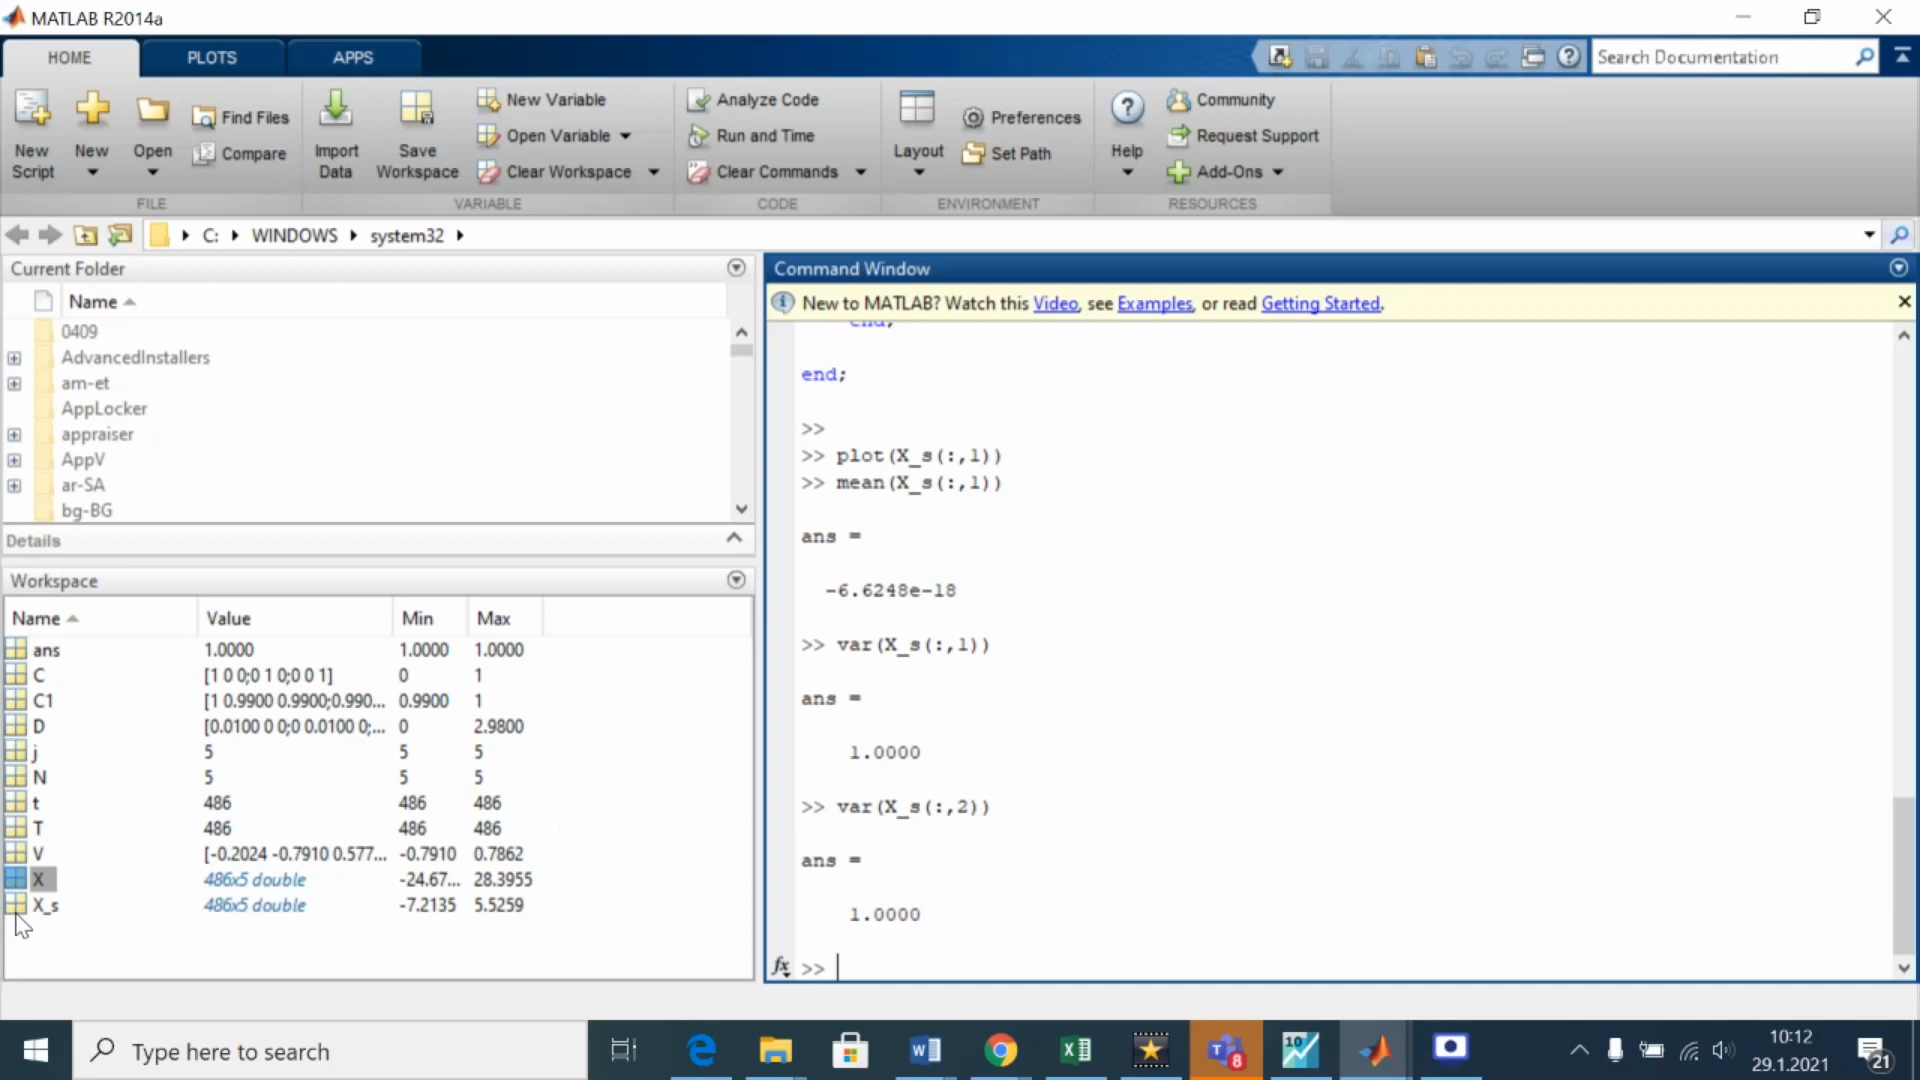 MATLAB R2014a
HOME PLOTS APPS
Search Documentation
New Script
New
Open
Find Files
Compare
FILE
Import Data
Save Workspace
New Variable
Open Variable
Clear Workspace
VARIABLE
Analyze Code
Run and Time
Clear Commands
CODE
Layout
Preferences
Set Path
ENVIRONMENT
Help
Community
Request Support
Add-Ons
RESOURCES
C: WINDOWS system32
Current Folder
Name
0409
AdvancedInstallers
am-et
AppLocker
appraiser
AppV
ar-SA
bg-BG
Details
Workspace
Name Value Min Max
ans 1.0000 1.0000 1.0000
C [1 0 0;0 1 0;0 0 1] 0 1
C1 [1 0.9900 0.9900;0.990... 0.9900 1
D [0.0100 0 0;0 0.0100 0;... 0 2.9800
j 5 5 5
N 5 5 5
t 486 486 486
T 486 486 486
V [-0.2024 -0.7910 0.577... -0.7910 0.7862
X 486x5 double -24.67... 28.3955
X_s 486x5 double -7.2135 5.5259
Command Window
New to MATLAB? Watch this Video, see Examples, or read Getting Started.
end;
end;
>>
>> plot(X_s(:,1))
>> mean(X_s(:,1))
ans =
-6.6248e-18
>> var(X_s(:,1))
ans =
1.0000
>> var(X_s(:,2))
ans =
1.0000
fx >>
Type here to search
10
8
10:12
29.1.2021
21